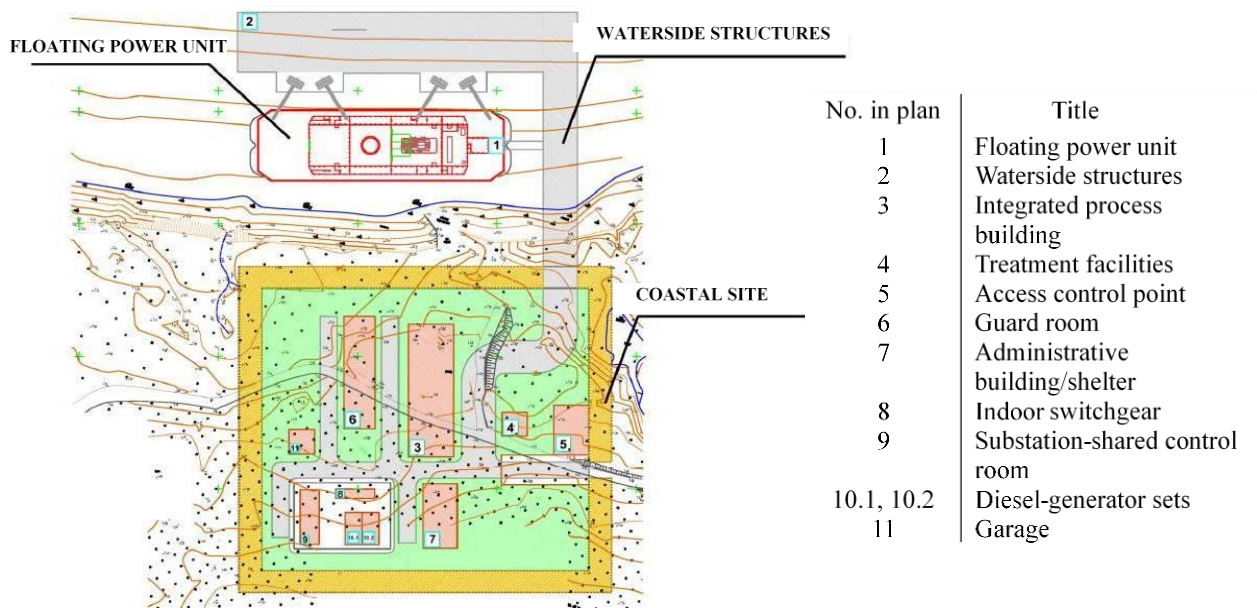 2
FLOATING POWER UNIT
WATERSIDE STRUCTURES
1
COASTAL SITE
6
3
4
5
11
8
9
10.1 10.2
7
No. in plan Title
1 Floating power unit
2 Waterside structures
3 Integrated process
building
4 Treatment facilities
5 Access control point
6 Guard room
7 Administrative
building/shelter
8 Indoor switchgear
9 Substation-shared control
room
10.1, 10.2 Diesel-generator sets
11 Garage